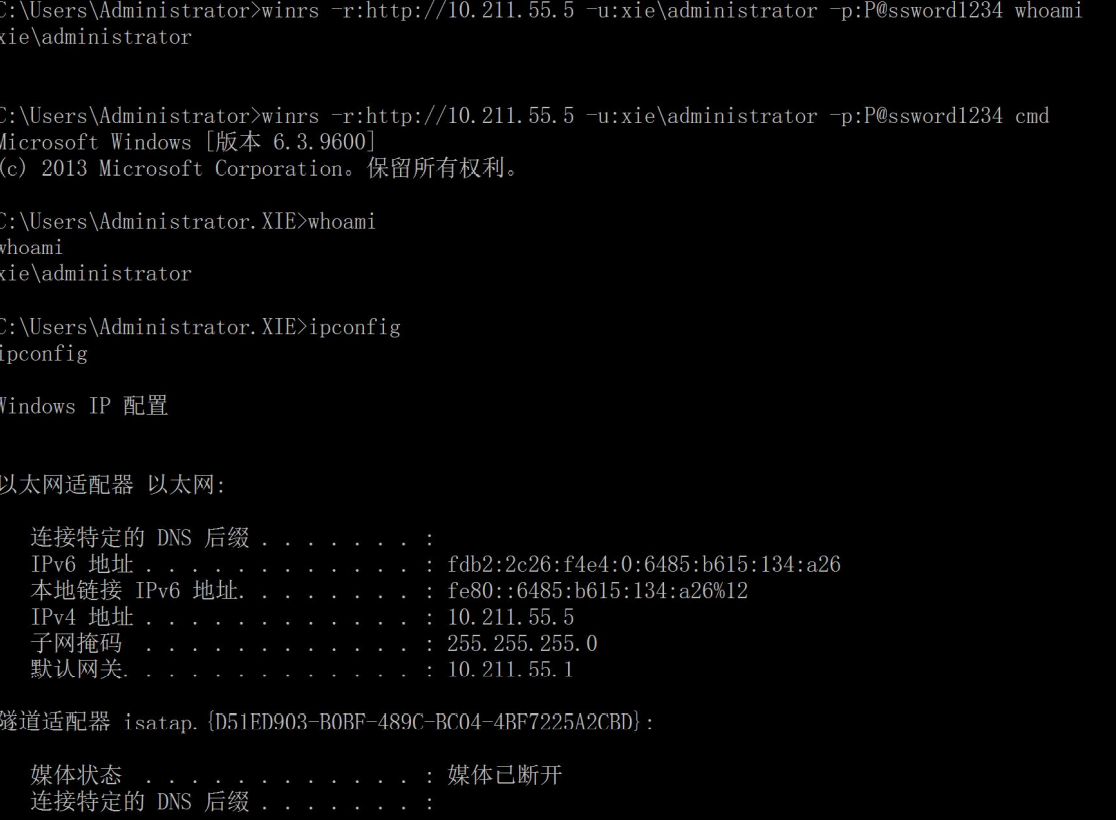 C:\Users\Administrator>winrs -r:http://10.211.55.5 -u:xie\administrator -p:P@ssword1234 whoami
xie\administrator
C:\Users\Administrator>winrs -r:http://10.211.55.5 -u:xie\administrator -p:P@ssword1234 cmd
Microsoft Windows [版本 6.3.9600]
(c) 2013 Microsoft Corporation。保留所有权利。
C:\Users\Administrator.XIE>whoami
whoami
xie\administrator
C:\Users\Administrator.XIE>ipconfig
ipconfig
Windows IP 配置
以太网适配器 以太网:
连接特定的 DNS 后缀 . . . . . . . :
IPv6 地址 . . . . . . . . . . . . : fdb2:2c26:f4e4:0:6485:b615:134:a26
本地链接 IPv6 地址. . . . . . . . : fe80::6485:b615:134:a26%12
IPv4 地址 . . . . . . . . . . . . : 10.211.55.5
子网掩码 . . . . . . . . . . . . : 255.255.255.0
默认网关. . . . . . . . . . . . . : 10.211.55.1
隧道适配器 isatap.{D51ED903-B0BF-489C-BC04-4BF7225A2CBD}:
媒体状态 . . . . . . . . . . . . : 媒体已断开
连接特定的 DNS 后缀 . . . . . . . :